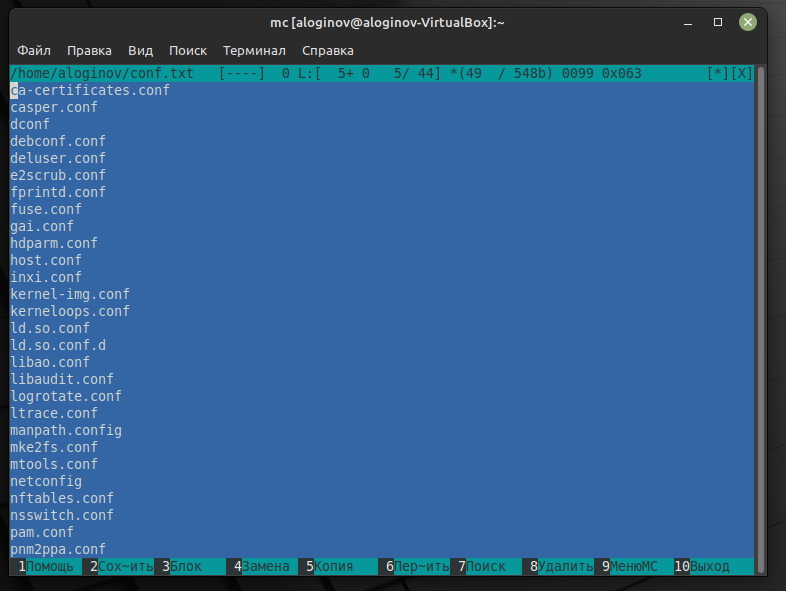 mc [aloginov@aloginov-VirtualBox]:~
Файл Правка Вид Поиск Терминал Справка
/home/aloginov/conf.txt [----] 0 L:[ 5+ 0 5/ 44] *(49 / 548b) 0099 0x063 [*][X]
ca-certificates.conf
casper.conf
dconf
debconf.conf
deluser.conf
e2scrub.conf
fprintd.conf
fuse.conf
gai.conf
hdparm.conf
host.conf
inxi.conf
kernel-img.conf
kerneloops.conf
ld.so.conf
ld.so.conf.d
libao.conf
libaudit.conf
logrotate.conf
ltrace.conf
manpath.config
mke2fs.conf
mtools.conf
netconfig
nftables.conf
nsswitch.conf
pam.conf
pnm2ppa.conf
1Помощь 2Сох~ить 3Блок 4Замена 5Копия 6Пер~ить 7Поиск 8Удалить 9МенюМС 10Выход